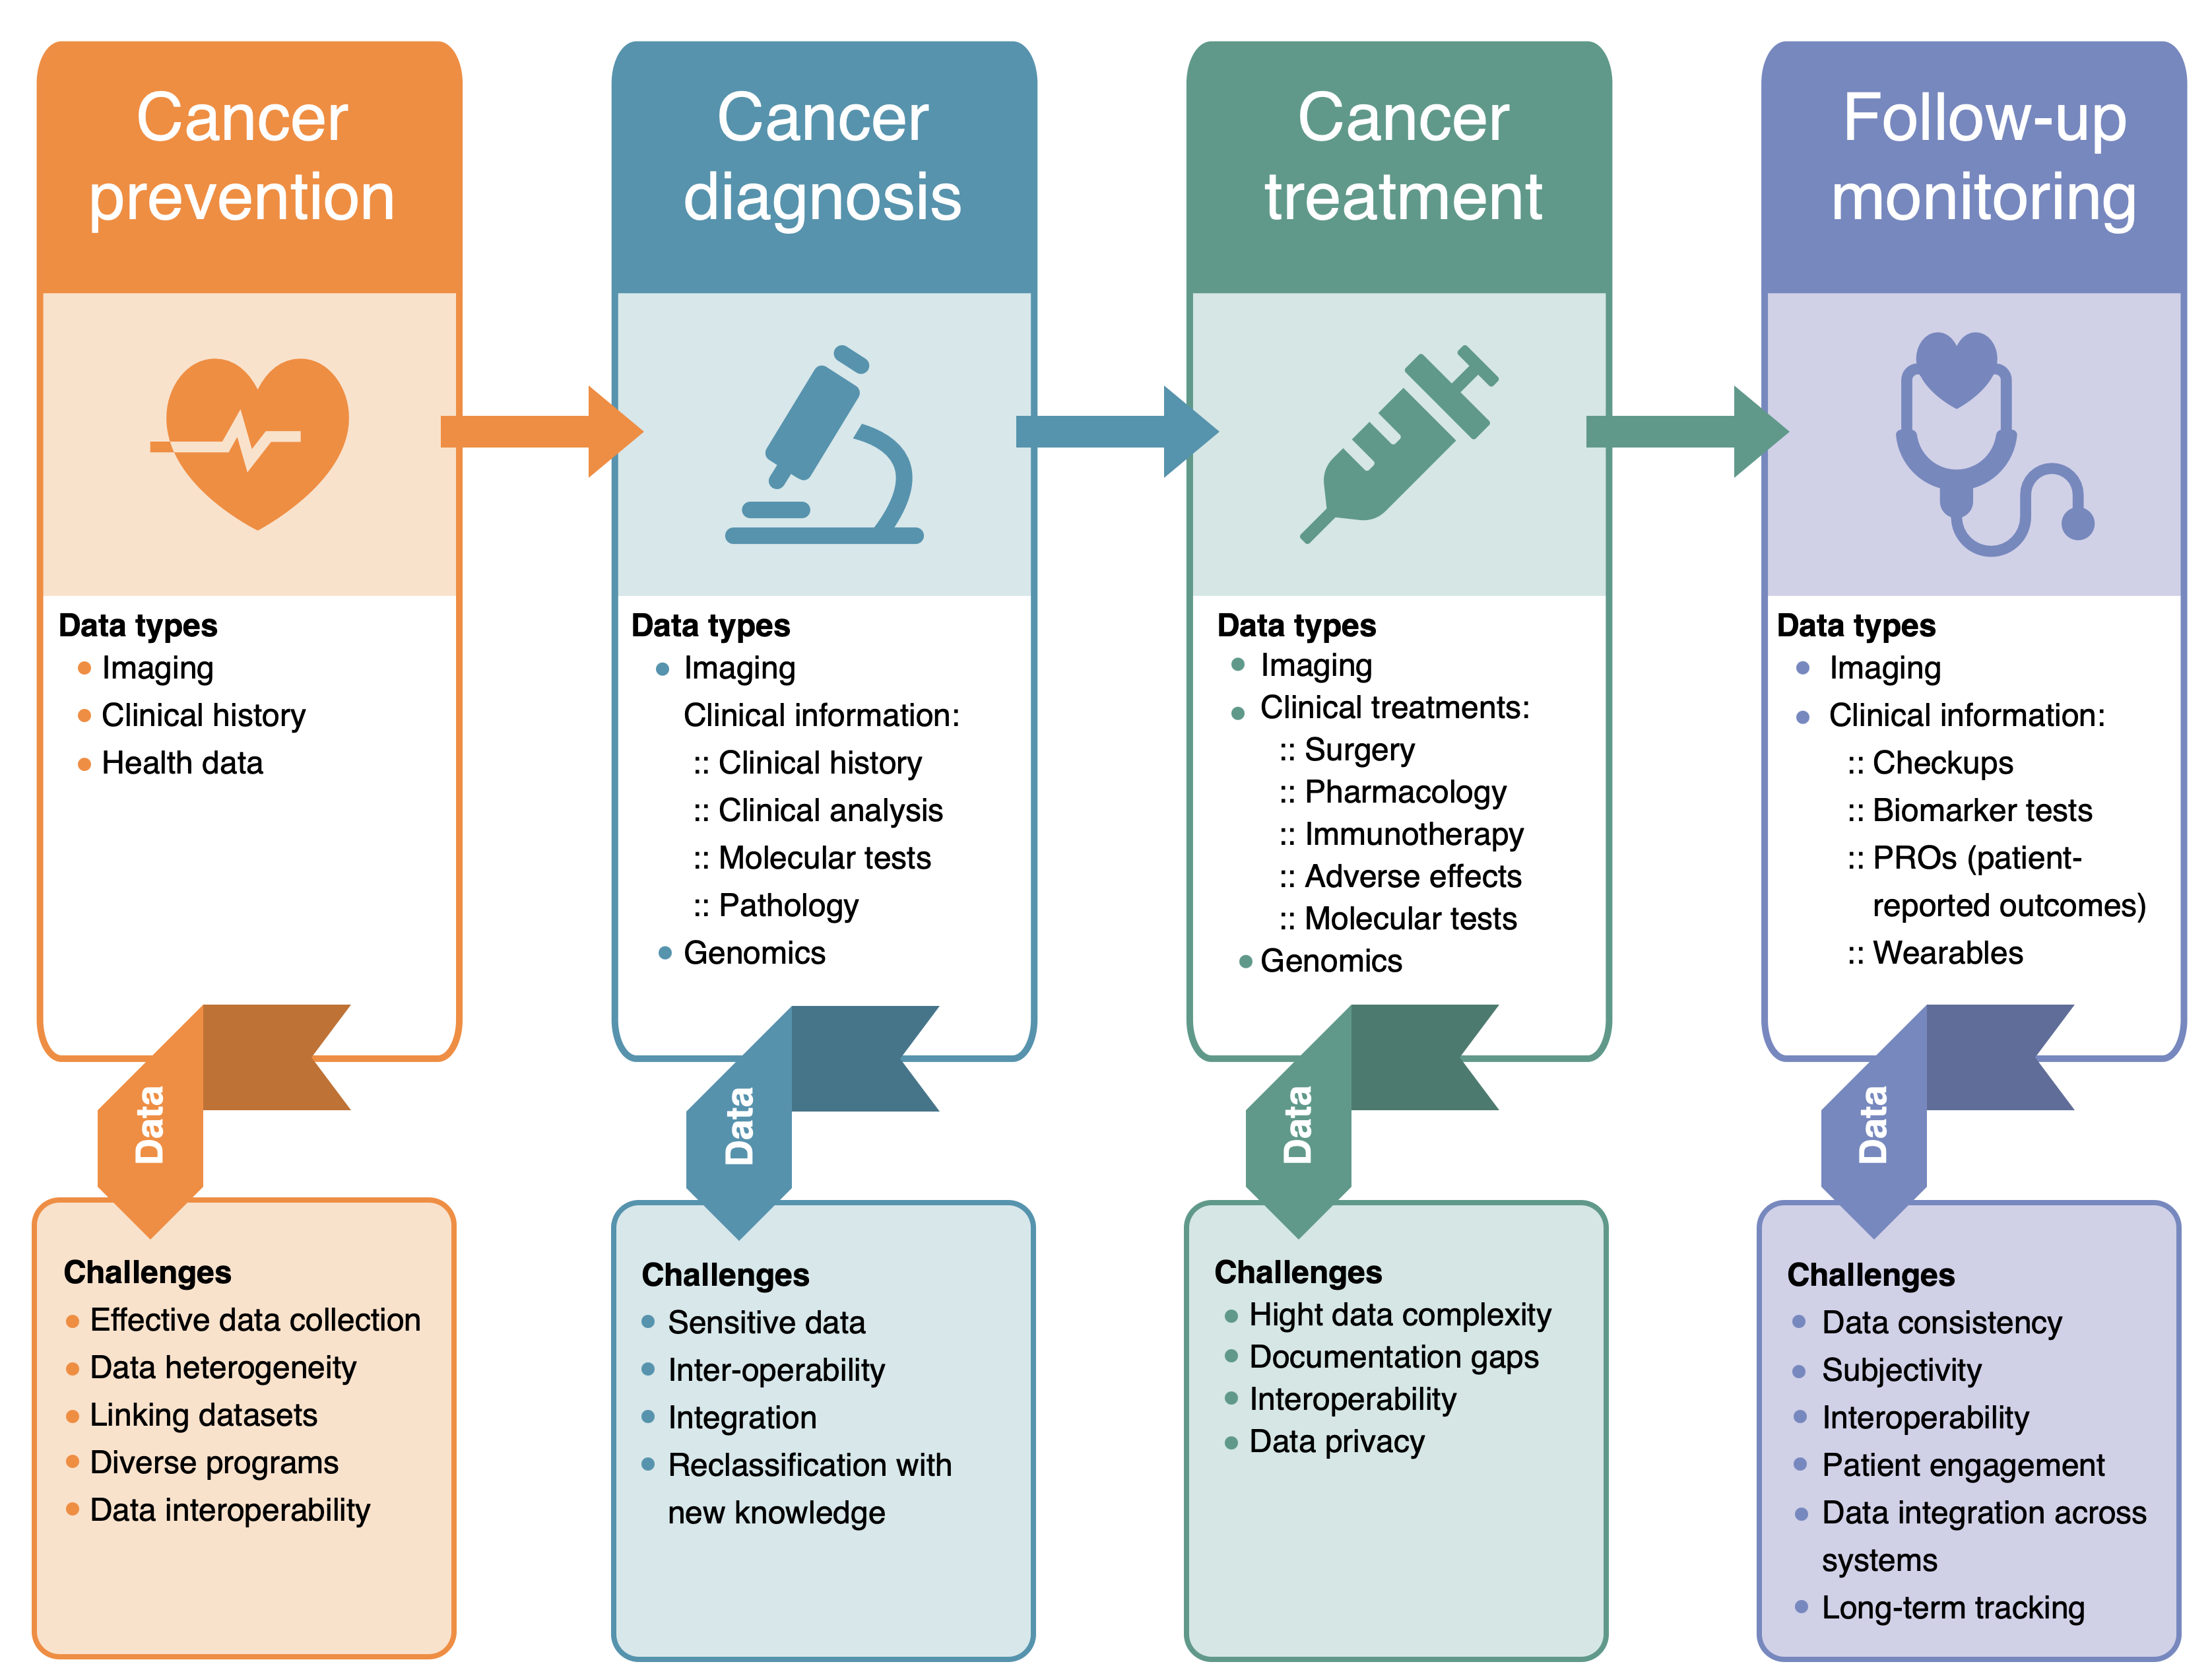 Cancer
prevention
Data types
Imaging
Clinical history
Health data
Data
Challenges
Effective data collection
Data heterogeneity
Linking datasets
Diverse programs
Data interoperability
Cancer
diagnosis
Data types
Imaging
Clinical information:
:: Clinical history
:: Clinical analysis
:: Molecular tests
:: Pathology
Genomics
Data
Challenges
Sensitive data
Inter-operability
Integration
Reclassification with
new knowledge
Cancer
treatment
Data types
Imaging
Clinical treatments:
:: Surgery
:: Pharmacology
:: Immunotherapy
:: Adverse effects
:: Molecular tests
Genomics
Data
Challenges
Hight data complexity
Documentation gaps
Interoperability
Data privacy
Follow-up
monitoring
Data types
Imaging
Clinical information:
:: Checkups
:: Biomarker tests
:: PROs (patient-
reported outcomes)
:: Wearables
Data
Challenges
Data consistency
Subjectivity
Interoperability
Patient engagement
Data integration across
systems
Long-term tracking